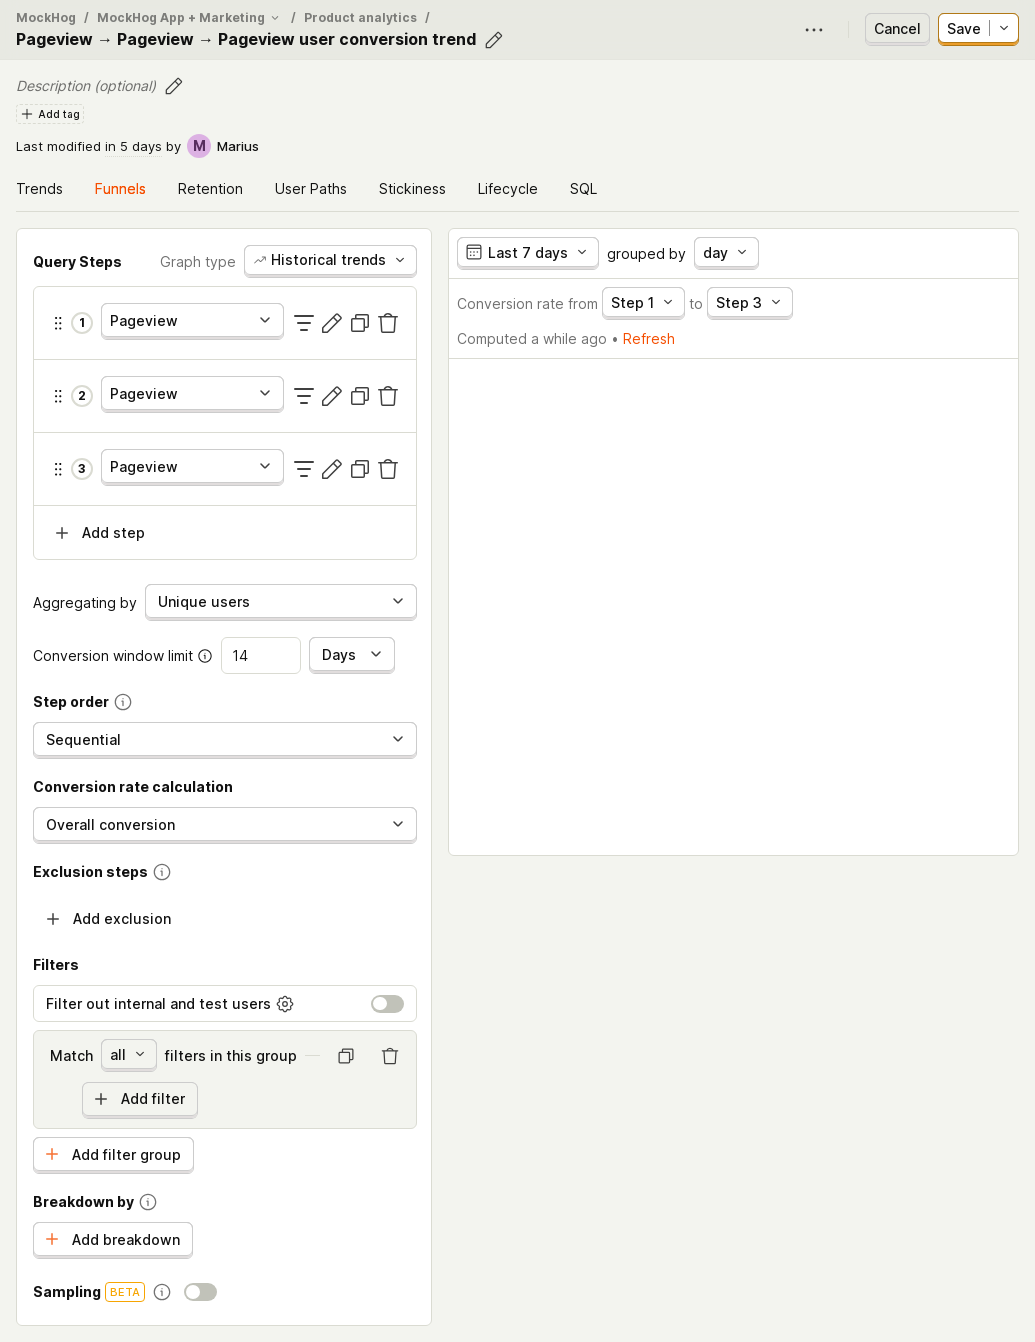 MockHog / MockHog App + Marketing / Product analytics /
Pageview → Pageview → Pageview user conversion trend
Cancel
Save
Description (optional)
Add tag
Last modified in 5 days by M Marius
Trends Funnels Retention User Paths Stickiness Lifecycle SQL
Query Steps Graph type Historical trends
1 Pageview
2 Pageview
3 Pageview
Add step
Aggregating by Unique users
Conversion window limit 14 Days
Step order
Sequential
Conversion rate calculation
Overall conversion
Exclusion steps
Add exclusion
Filters
Filter out internal and test users
Match all filters in this group
Add filter
Add filter group
Breakdown by
Add breakdown
Sampling BETA
Last 7 days grouped by day
Conversion rate from Step 1 to Step 3
Computed a while ago • Refresh